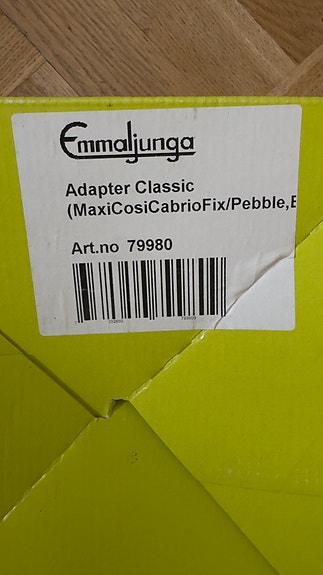 Emmaljunga
Adapter Classic
(MaxiCosiCabrioFix/Pebble,
Art.no 79980